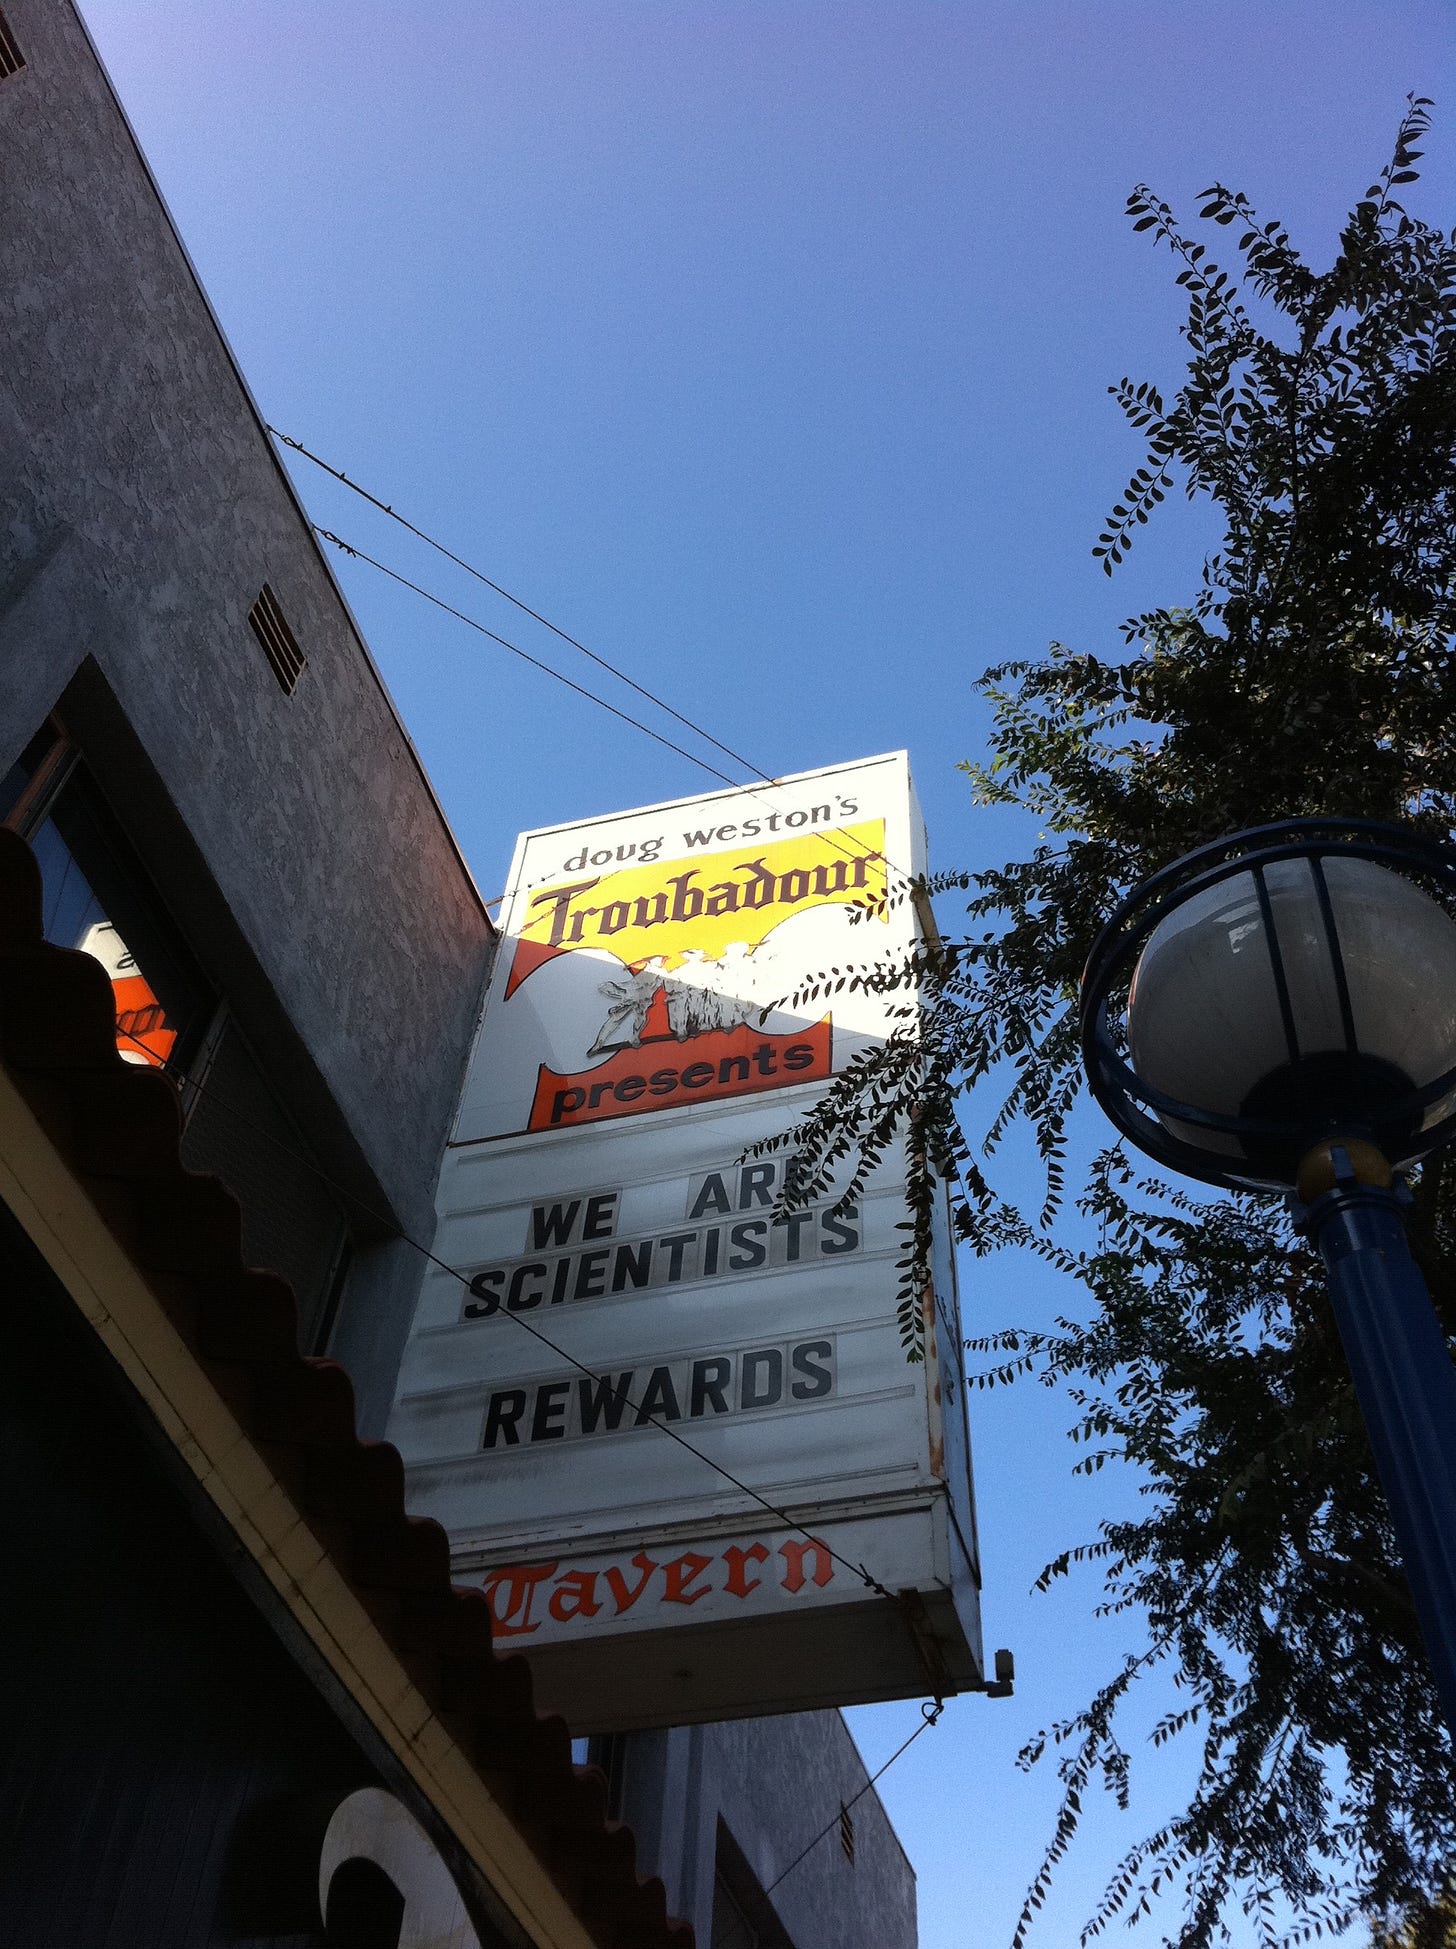 doug weston's
Troubadour
presents
WE ARE
SCIENTISTS
REWARDS
Tavern